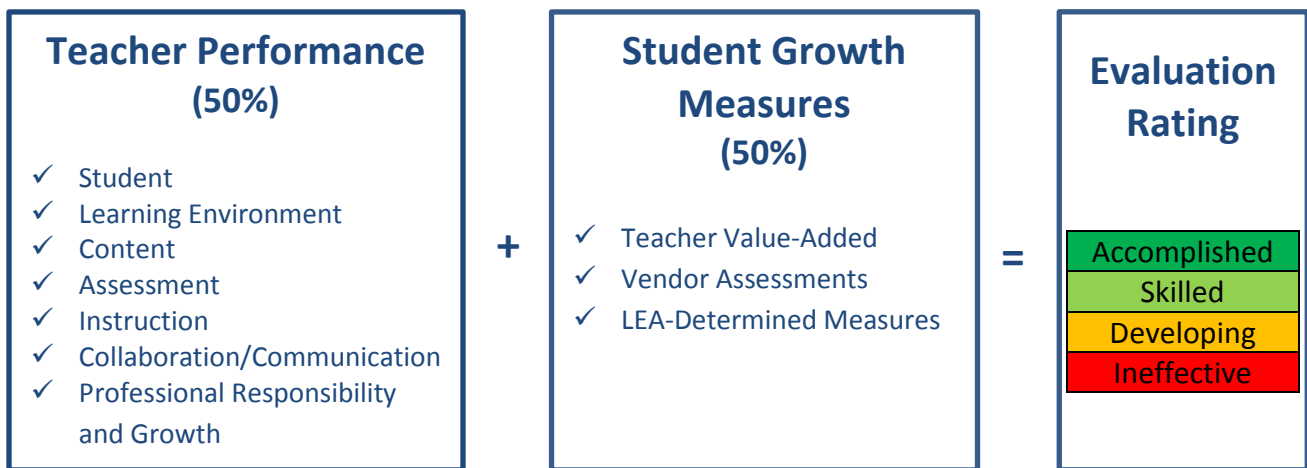 Teacher Performance
(50%)
✓ Student
✓ Learning Environment
✓ Content
✓ Assessment
✓ Instruction
✓ Collaboration/Communication
✓ Professional Responsibility
and Growth
+
Student Growth
Measures
(50%)
✓ Teacher Value-Added
✓ Vendor Assessments
✓ LEA-Determined Measures
=
Evaluation
Rating
Accomplished
Skilled
Developing
Ineffective